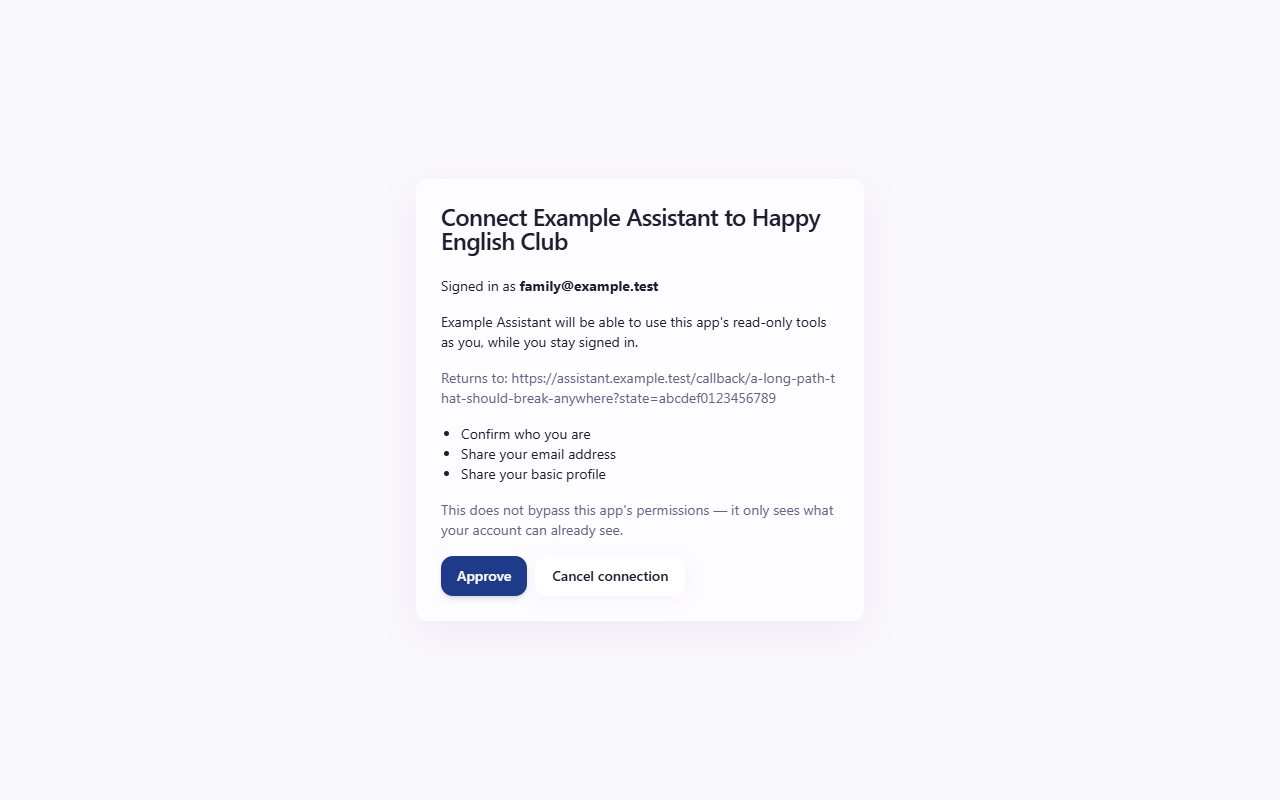 Connect Example Assistant to Happy
English Club
Signed in as family@example.test
Example Assistant will be able to use this app's read-only tools
as you, while you stay signed in.
Returns to: https://assistant.example.test/callback/a-long-path-t
hat-should-break-anywhere?state=abcdef0123456789
• Confirm who you are
• Share your email address
• Share your basic profile
This does not bypass this app's permissions — it only sees what
your account can already see.
Approve Cancel connection